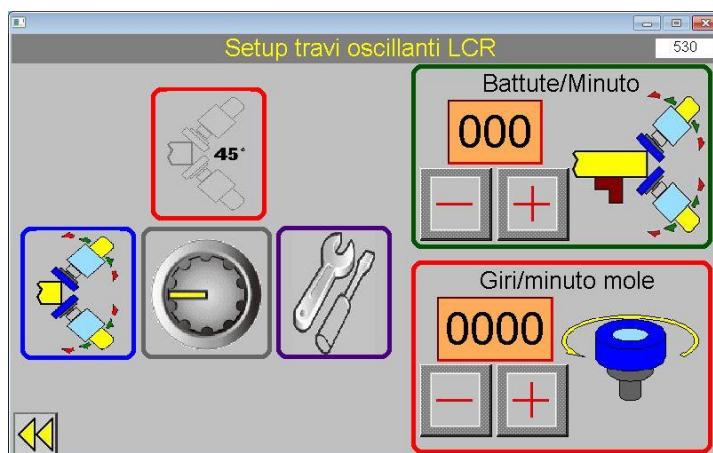 Setup travi oscillanti LCR
530
Battute/Minuto
000
45°
Giri/minuto mole
0000